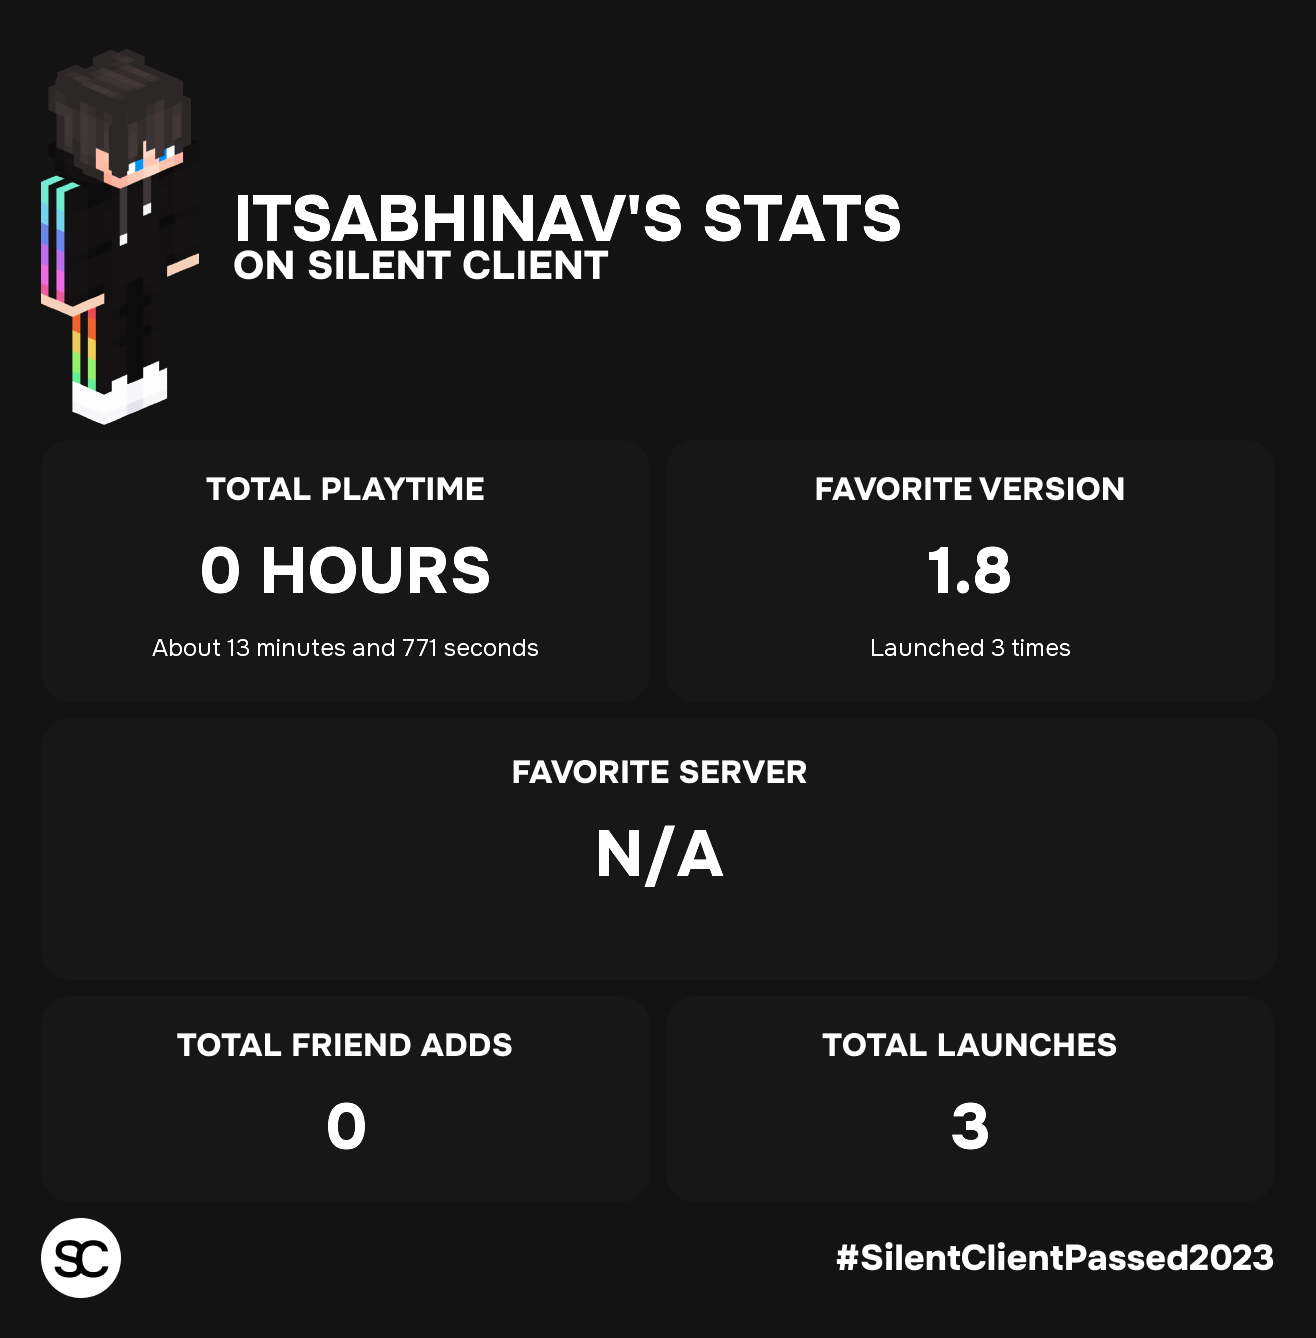 ITSABHINAV'S STATS
ON SILENT CLIENT
TOTAL PLAYTIME
0 HOURS
About 13 minutes and 771 seconds
FAVORITE VERSION
1.8
Launched 3 times
FAVORITE SERVER
N/A
TOTAL FRIEND ADDS
0
TOTAL LAUNCHES
3
SC
#SilentClientPassed2023